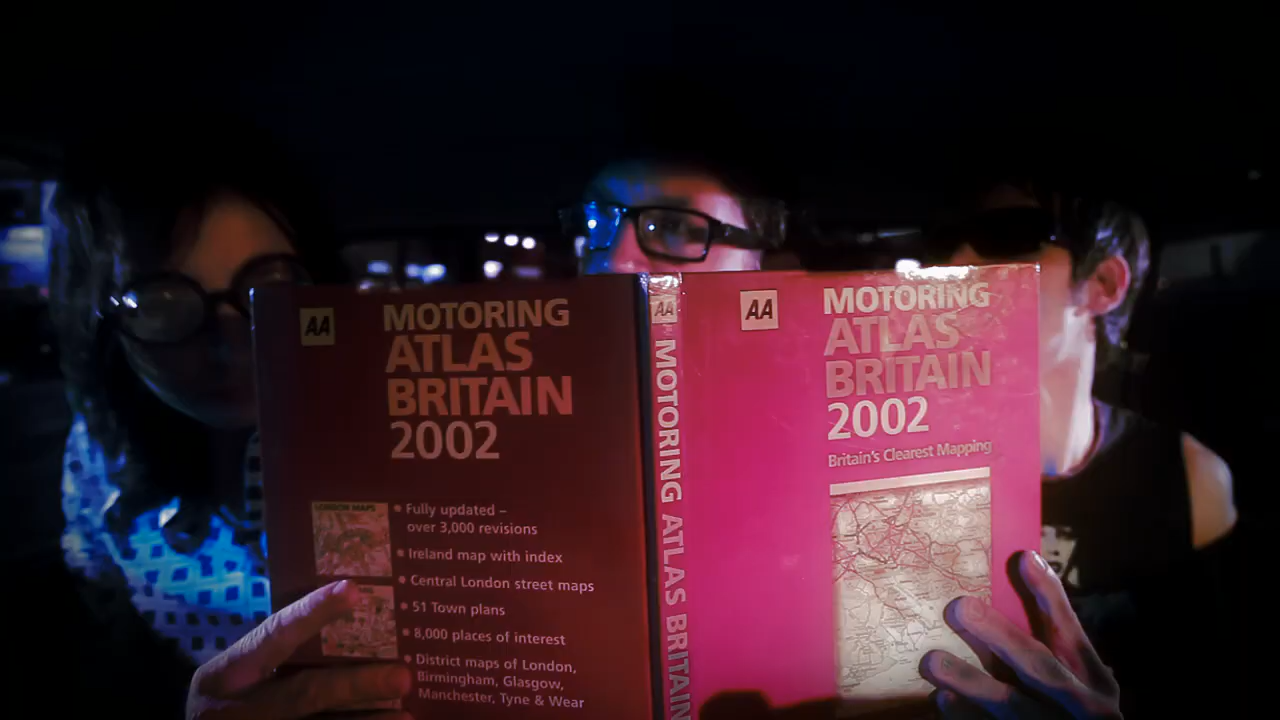 AA
MOTORING
ATLAS
BRITAIN
2002
LONDON MAPS
Fully updated –
over 3,000 revisions
Ireland map with index
Central London street maps
51 Town plans
8,000 places of interest
District maps of London,
Birmingham, Glasgow,
Manchester, Tyne & Wear
AA
MOTORING ATLAS BRITAIN
AA
MOTORING
ATLAS
BRITAIN
2002
Britain's Clearest Mapping